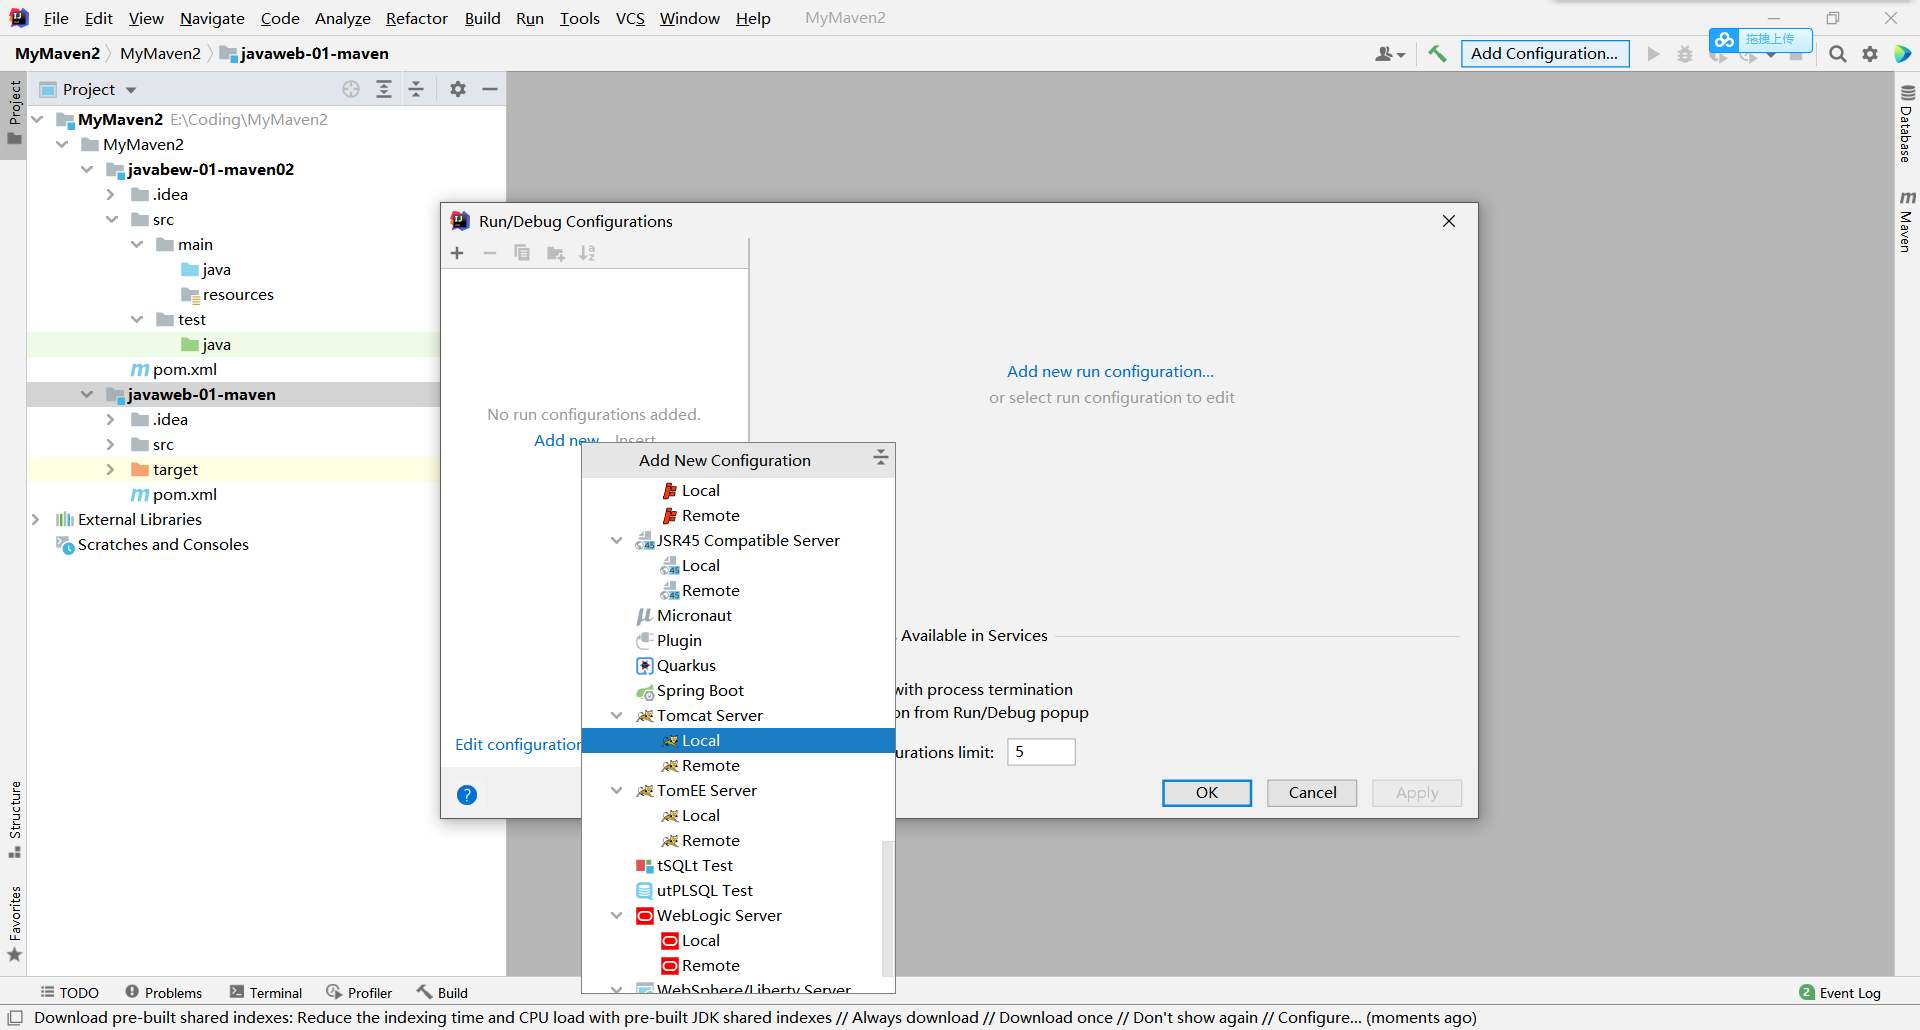 File Edit View Navigate Code Analyze Refactor Build Run Tools VCS Window Help MyMaven2
MyMaven2 MyMaven2 javaweb-01-maven
Add Configuration...
拖拽上传
Project
Project
MyMaven2 E:\Coding\MyMaven2
MyMaven2
javabew-01-maven02
.idea
src
main
java
resources
test
java
pom.xml
javaweb-01-maven
.idea
src
target
pom.xml
External Libraries
Scratches and Consoles
Structure
Favorites
Database
m
Maven
Run/Debug Configurations
Add new run configuration...
or select run configuration to edit
No run configurations added.
Add new... Insert
Edit configuration
Available in Services
with process termination
on from Run/Debug popup
urations limit: 5
?
OK Cancel Apply
Add New Configuration
Local
Remote
JSR45 Compatible Server
Local
Remote
Micronaut
Plugin
Quarkus
Spring Boot
Tomcat Server
Local
Remote
TomEE Server
Local
Remote
tSQLt Test
utPLSQL Test
WebLogic Server
Local
Remote
WebSphere/Liberty Server
TODO Problems Terminal Profiler Build
2 Event Log
Download pre-built shared indexes: Reduce the indexing time and CPU load with pre-built JDK shared indexes // Always download // Download once // Don't show again // Configure... (moments ago)